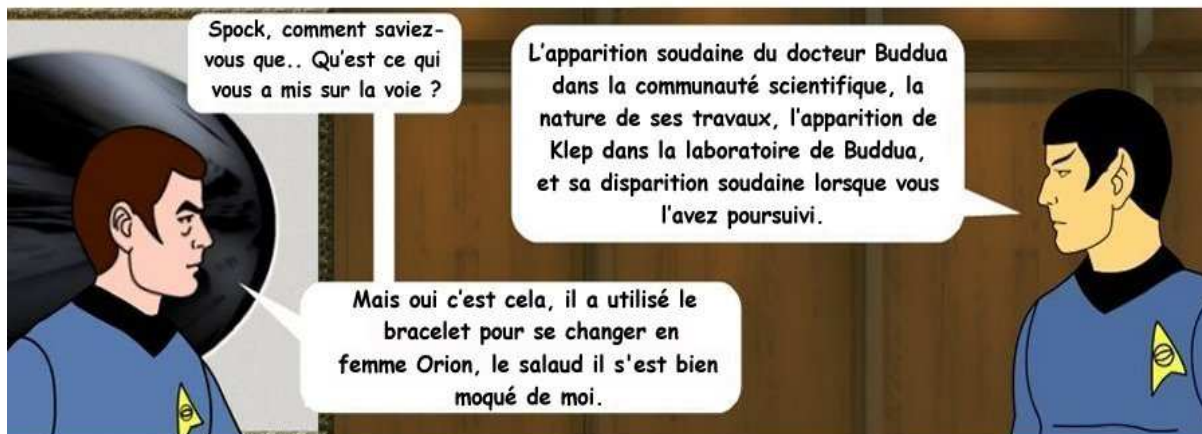 Spock, comment saviez-
vous que.. Qu'est ce qui
vous a mis sur la voie ?
L'apparition soudaine du docteur Buddua
dans la communauté scientifique, la
nature de ses travaux, l'apparition de
Klep dans la laboratoire de Buddua,
et sa disparition soudaine lorsque vous
l'avez poursuivi.
Mais oui c'est cela, il a utilisé le
bracelet pour se changer en
femme Orion, le salaud il s'est bien
moqué de moi.